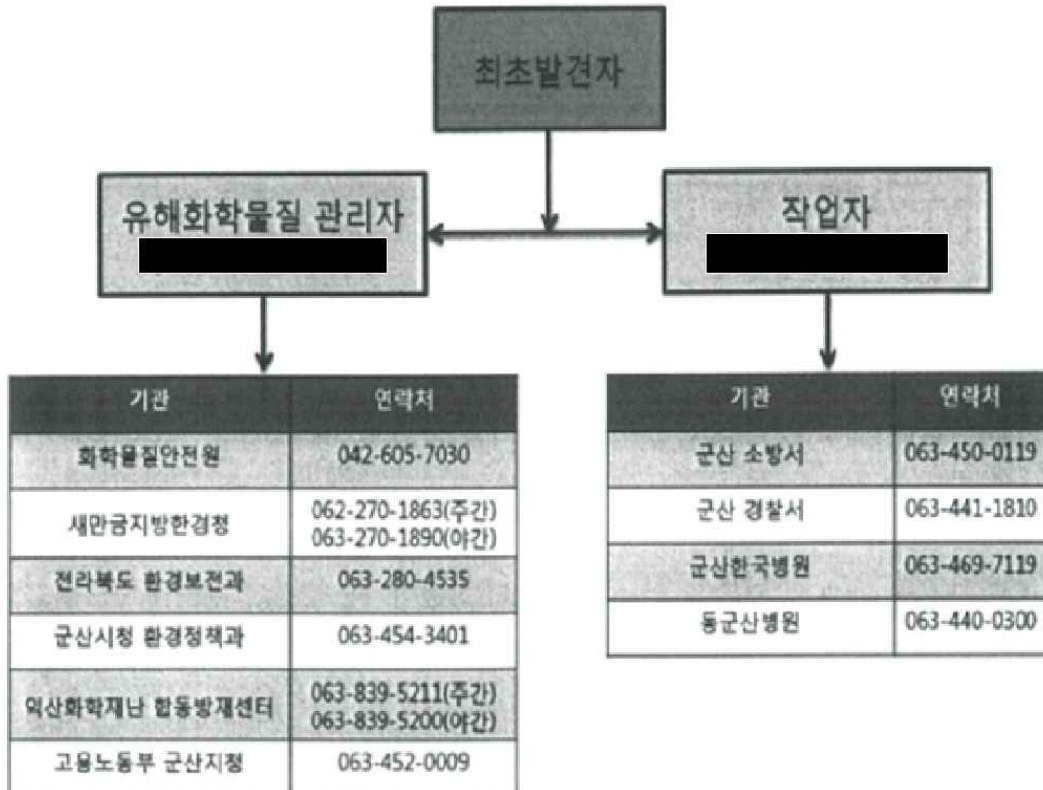 최초발견자
유해화학물질 관리자
작업자
기관 연락처
화학물질안전원 042-605-7030
새만금지방한경청 062-270-1863(주간)
063-270-1890(야간)
전라북도 환경보전과 063-280-4535
군산시청 환경정책과 063-454-3401
익산화학재난 합동방재센터 063-839-5211(주간)
063-839-5200(야간)
고용노동부 군산지청 063-452-0009
기관 연락처
군산 소방서 063-450-0119
군산 경찰서 063-441-1810
군산한국병원 063-469-7119
동군산병원 063-440-0300